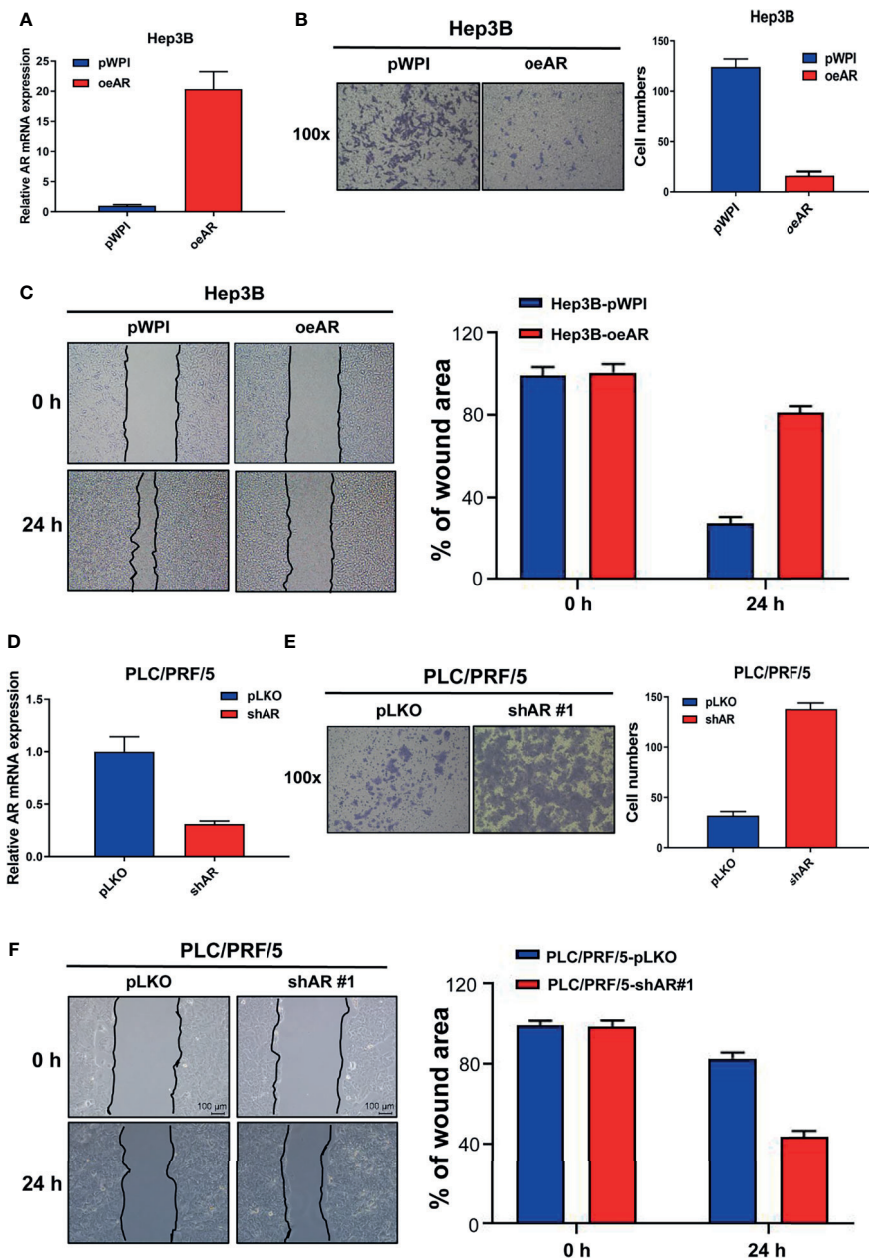 A
Hep3B
pWPI
oeAR
Relative AR mRNA expression
25
20
15
10
5
0
pWPI
oeAR
B
Hep3B
pWPI
oeAR
100x
Hep3B
pWPI
oeAR
Cell numbers
150
100
50
0
pWPI
oeAR
C
Hep3B
pWPI
oeAR
0 h
24 h
Hep3B-pWPI
Hep3B-oeAR
% of wound area
120
80
40
0
0 h
24 h
D
PLC/PRF/5
pLKO
shAR
Relative AR mRNA expression
1.5
1.0
0.5
0.0
pLKO
shAR
E
PLC/PRF/5
pLKO
shAR #1
100x
PLC/PRF/5
pLKO
shAR
Cell numbers
150
100
50
0
pLKO
shAR
F
PLC/PRF/5
pLKO
shAR #1
0 h
100 μm
100 μm
24 h
PLC/PRF/5-pLKO
PLC/PRF/5-shAR#1
% of wound area
120
80
40
0
0 h
24 h